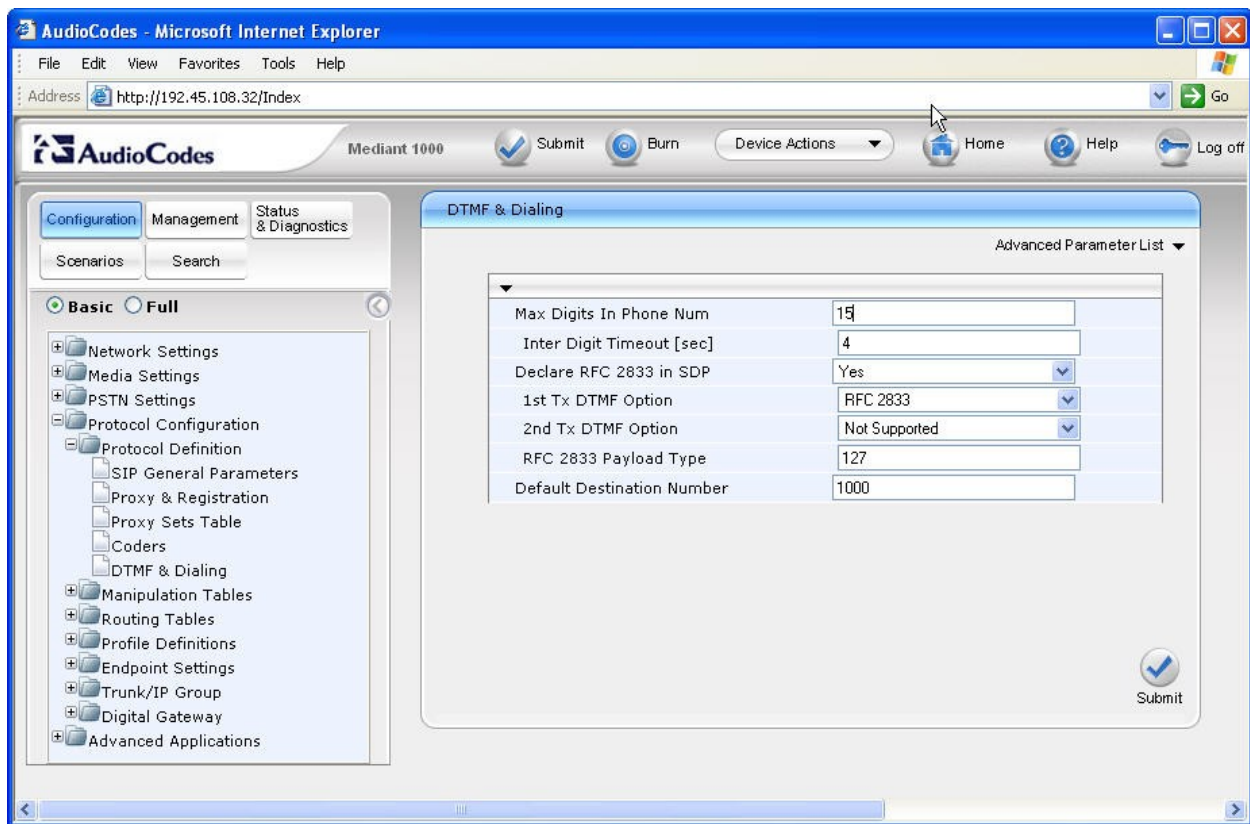 AudioCodes - Microsoft Internet Explorer
File Edit View Favorites Tools Help
Address http://192.45.108.32/Index Go
AudioCodes Mediant 1000 Submit Burn Device Actions Home Help Log off
Configuration Management Status & Diagnostics
Scenarios Search
Basic Full
Network Settings
Media Settings
PSTN Settings
Protocol Configuration
Protocol Definition
SIP General Parameters
Proxy & Registration
Proxy Sets Table
Coders
DTMF & Dialing
Manipulation Tables
Routing Tables
Profile Definitions
Endpoint Settings
Trunk/IP Group
Digital Gateway
Advanced Applications
DTMF & Dialing
Advanced Parameter List
Max Digits In Phone Num 15
Inter Digit Timeout [sec] 4
Declare RFC 2833 in SDP Yes
1st Tx DTMF Option RFC 2833
2nd Tx DTMF Option Not Supported
RFC 2833 Payload Type 127
Default Destination Number 1000
Submit